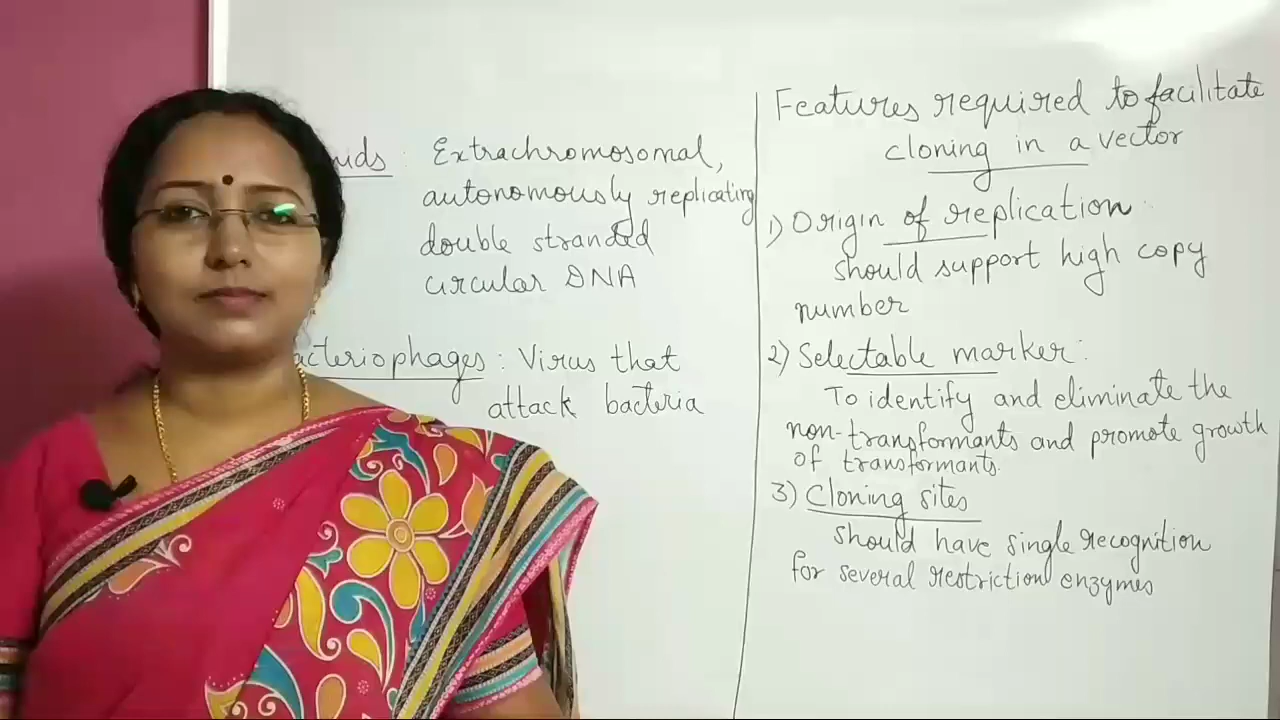 Extrachromosomal,
autonomously replicating
double stranded
circular DNA
acteriophages : Virus that
attack bacteria
Features required to facilitate
cloning in a vector
1) Origin of replication
should support high copy
number
2) Selectable marker:
To identify and eliminate the
non-transformants and promote growth
of transformants.
3) Cloning sites
should have single recognition
for several restriction enzymes